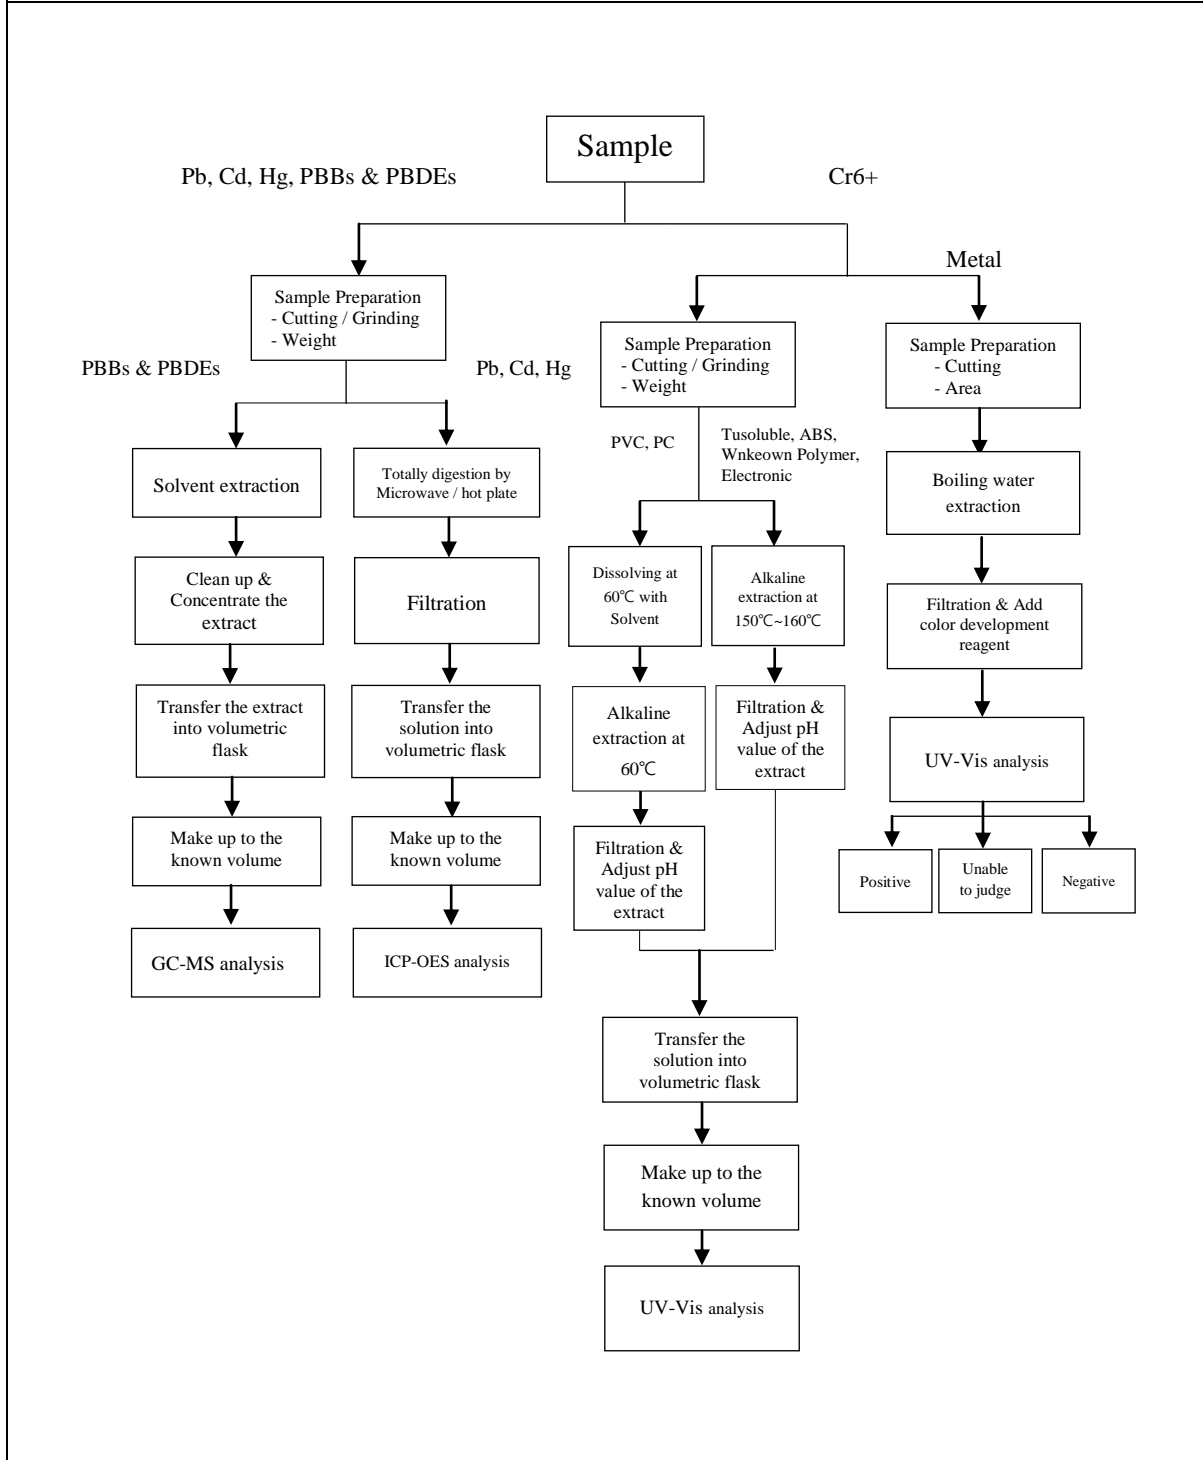 Sample
Pb, Cd, Hg, PBBs & PBDEs
Cr6+
Metal
Sample Preparation
- Cutting / Grinding
- Weight
PBBs & PBDEs
Pb, Cd, Hg
Solvent extraction
Clean up &
Concentrate the
extract
Transfer the extract
into volumetric
flask
Make up to the
known volume
GC-MS analysis
Totally digestion by
Microwave / hot plate
Filtration
Transfer the
solution into
volumetric flask
Make up to the
known volume
ICP-OES analysis
Sample Preparation
- Cutting / Grinding
- Weight
PVC, PC
Tusoluble, ABS,
Wnkeown Polymer,
Electronic
Dissolving at
60℃ with
Solvent
Alkaline
extraction at
60℃
Filtration &
Adjust pH
value of the
extract
Alkaline
extraction at
150℃~160℃
Filtration &
Adjust pH
value of the
extract
Transfer the
solution into
volumetric flask
Make up to the
known volume
UV-Vis analysis
Sample Preparation
- Cutting
- Area
Boiling water
extraction
Filtration & Add
color development
reagent
UV-Vis analysis
Positive
Unable
to judge
Negative